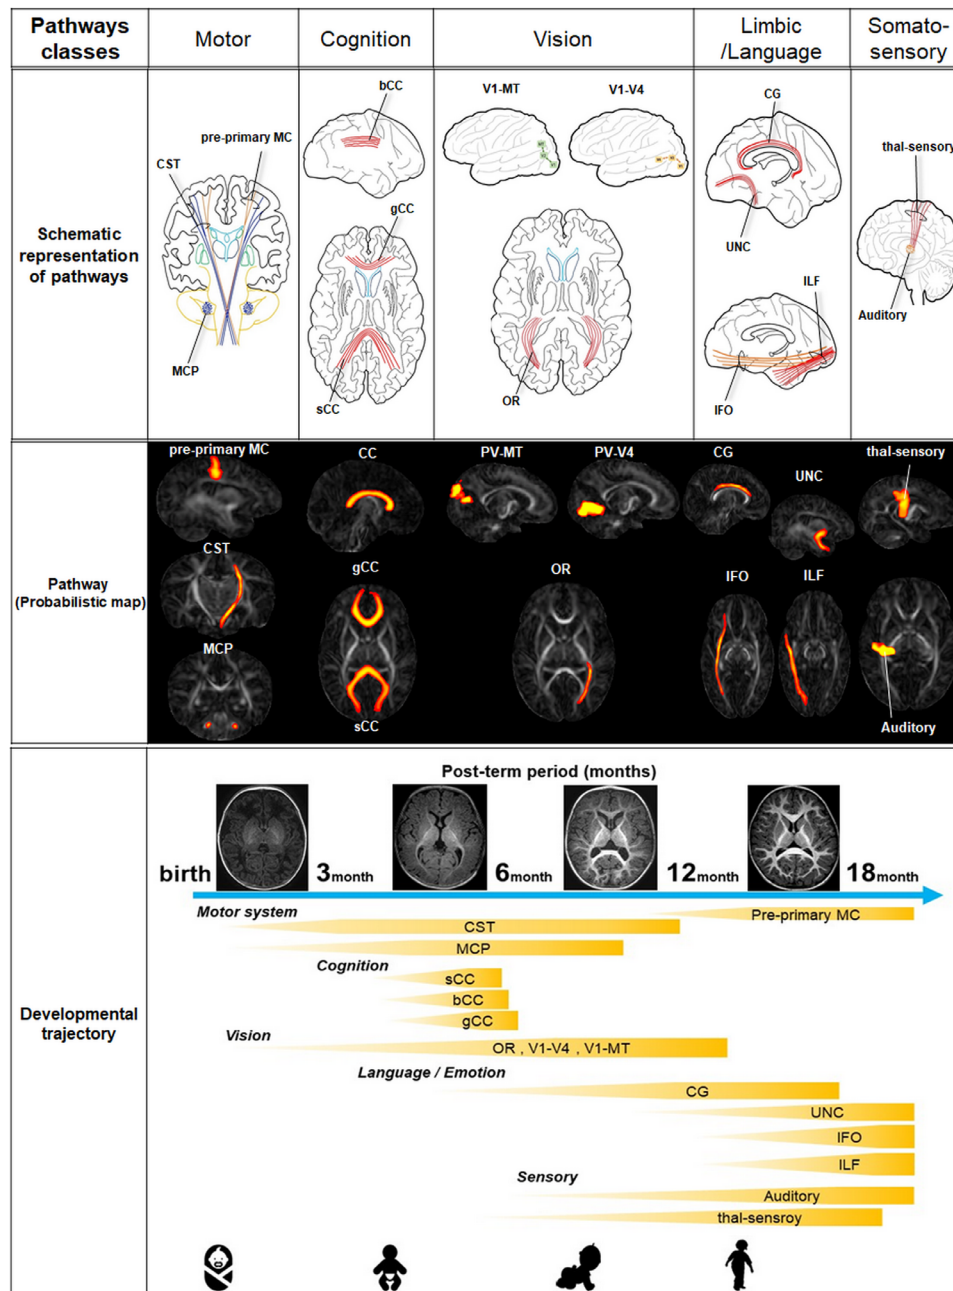 Pathways classes
Motor
Cognition
Vision
Limbic /Language
Somato-sensory
Schematic representation of pathways
pre-primary MC
CST
MCP
bCC
gCC
sCC
V1-MT
V1-V4
OR
CG
UNC
ILF
IFO
thal-sensory
Auditory
Pathway (Probabilistic map)
pre-primary MC
CST
MCP
CC
gCC
sCC
PV-MT
PV-V4
OR
CG
UNC
IFO
ILF
thal-sensory
Auditory
Developmental trajectory
Post-term period (months)
birth
3month
6month
12month
18month
Motor system
Pre-primary MC
CST
MCP
Cognition
sCC
bCC
gCC
Vision
OR , V1-V4 , V1-MT
Language / Emotion
CG
UNC
IFO
ILF
Sensory
Auditory
thal-sensroy